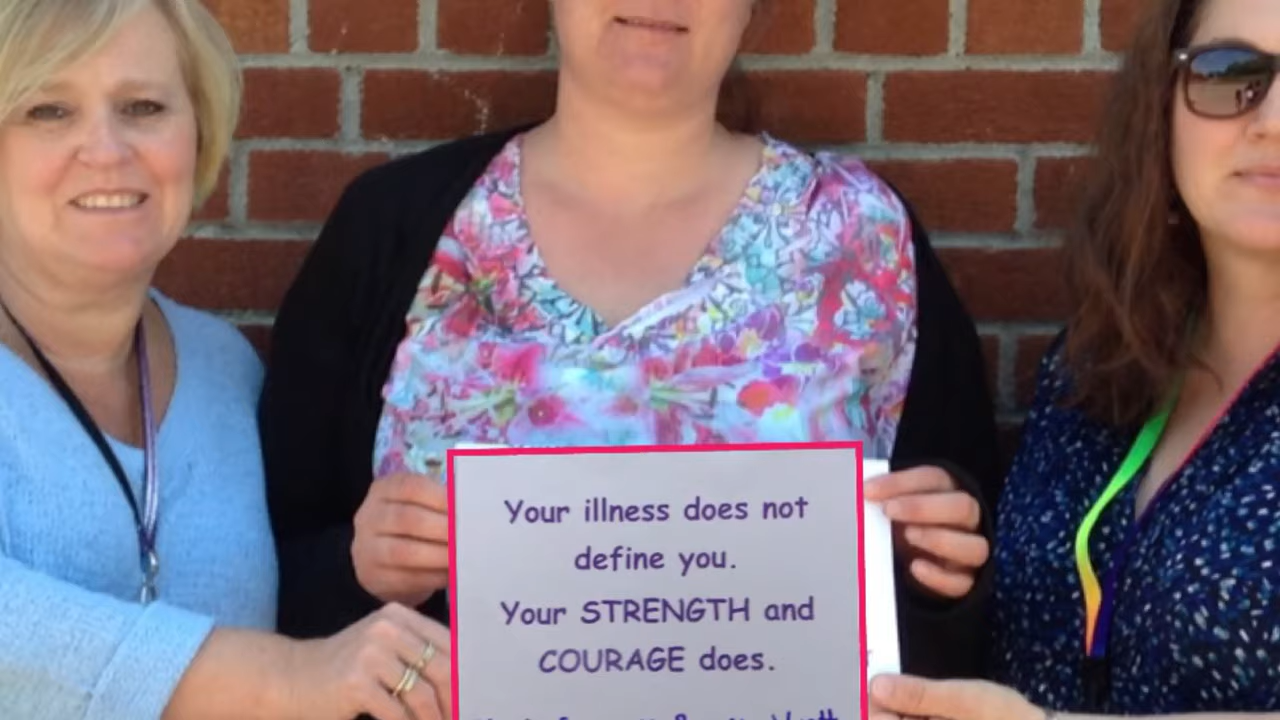 Your illness does not
define you.
Your STRENGTH and
COURAGE does.